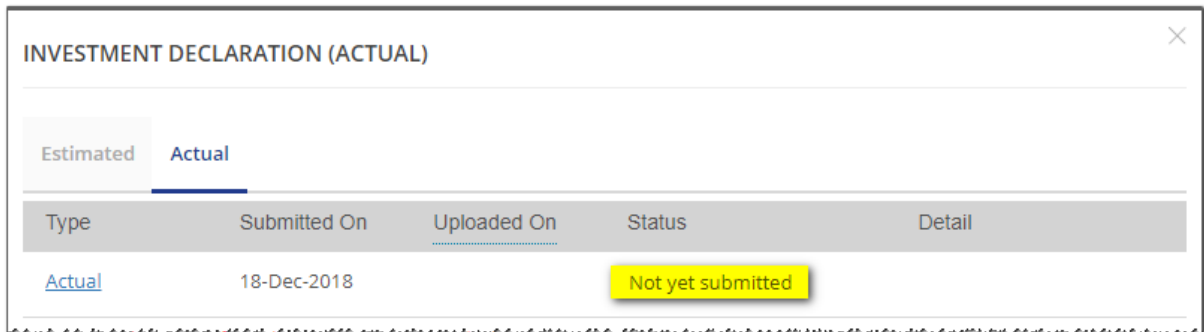 INVESTMENT DECLARATION (ACTUAL)
Estimated Actual
Type Submitted On Uploaded On Status Detail
Actual 18-Dec-2018 Not yet submitted